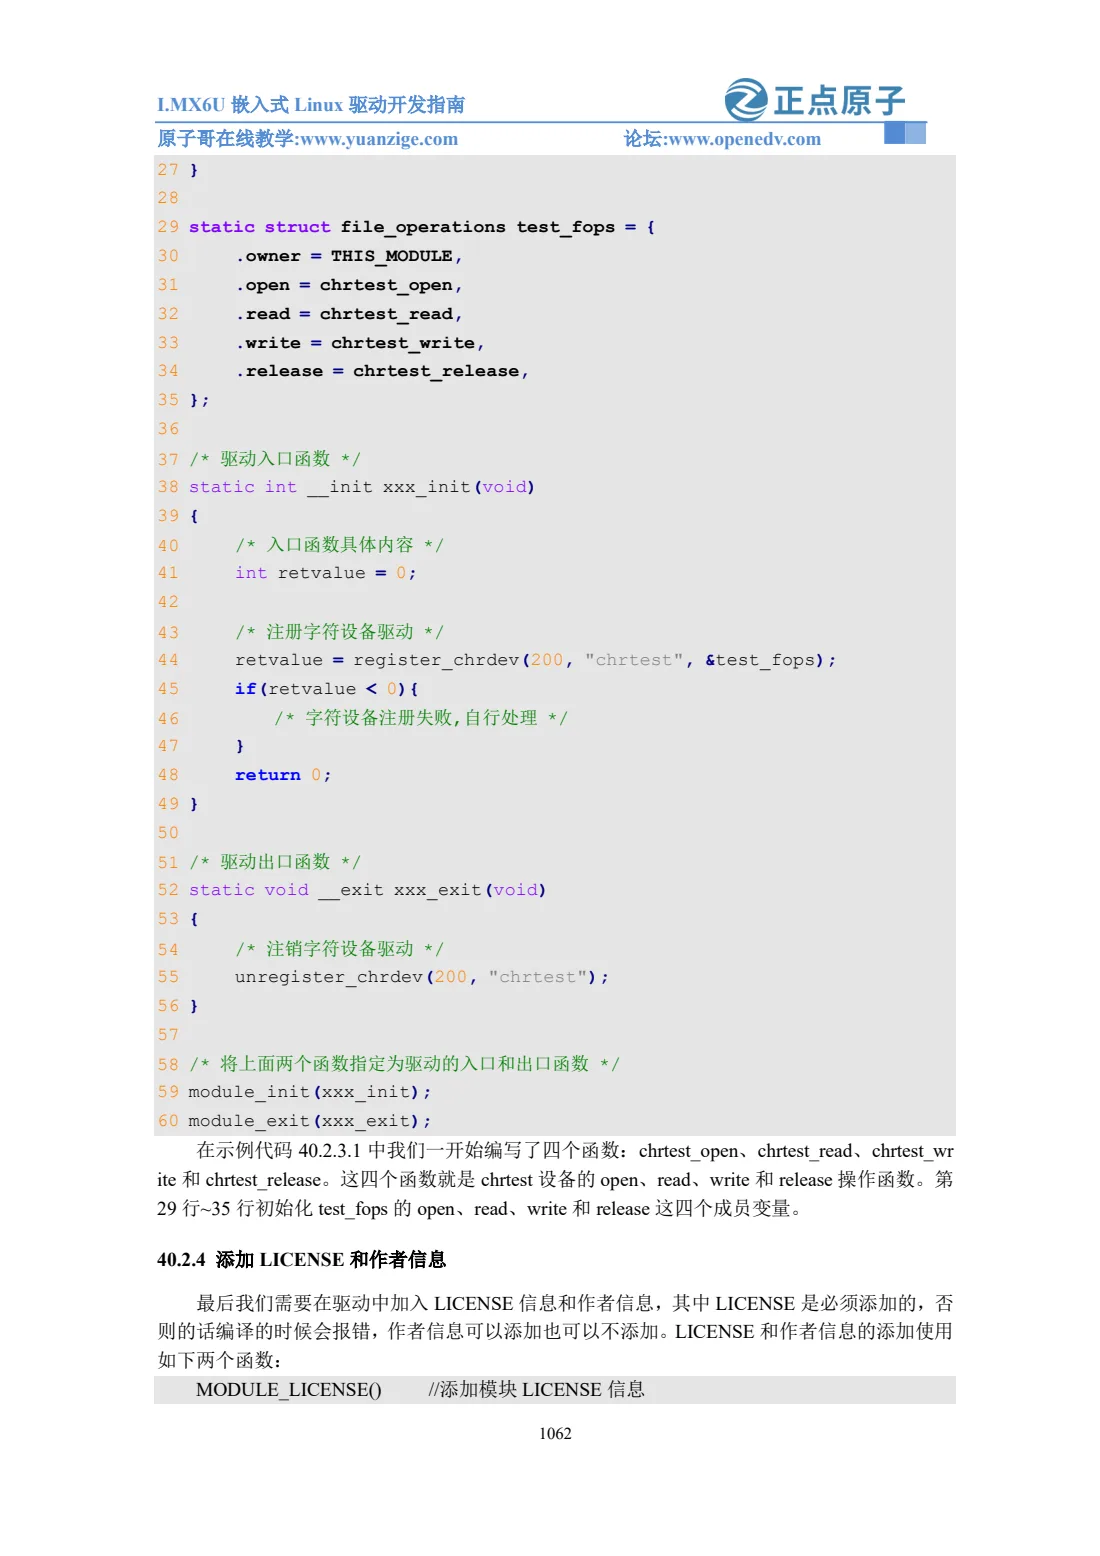 I.MX6U 嵌入式 Linux 驱动开发指南
正点原子
原子哥在线教学:www.yuanzige.com 论坛:www.openedv.com
27 }
28
29 static struct file_operations test_fops = {
30     .owner = THIS_MODULE,
31     .open = chrtest_open,
32     .read = chrtest_read,
33     .write = chrtest_write,
34     .release = chrtest_release,
35 };
36
37 /* 驱动入口函数 */
38 static int __init xxx_init(void)
39 {
40     /* 入口函数具体内容 */
41     int retvalue = 0;
42
43     /* 注册字符设备驱动 */
44     retvalue = register_chrdev(200, "chrtest", &test_fops);
45     if(retvalue < 0){
46         /* 字符设备注册失败,自行处理 */
47     }
48     return 0;
49 }
50
51 /* 驱动出口函数 */
52 static void __exit xxx_exit(void)
53 {
54     /* 注销字符设备驱动 */
55     unregister_chrdev(200, "chrtest");
56 }
57
58 /* 将上面两个函数指定为驱动的入口和出口函数 */
59 module_init(xxx_init);
60 module_exit(xxx_exit);
在示例代码 40.2.3.1 中我们一开始编写了四个函数：chrtest_open、chrtest_read、chrtest_wr
ite 和 chrtest_release。这四个函数就是 chrtest 设备的 open、read、write 和 release 操作函数。第
29 行~35 行初始化 test_fops 的 open、read、write 和 release 这四个成员变量。
40.2.4 添加 LICENSE 和作者信息
最后我们需要在驱动中加入 LICENSE 信息和作者信息，其中 LICENSE 是必须添加的，否
则的话编译的时候会报错，作者信息可以添加也可以不添加。LICENSE 和作者信息的添加使用
如下两个函数：
MODULE_LICENSE() //添加模块 LICENSE 信息
1062